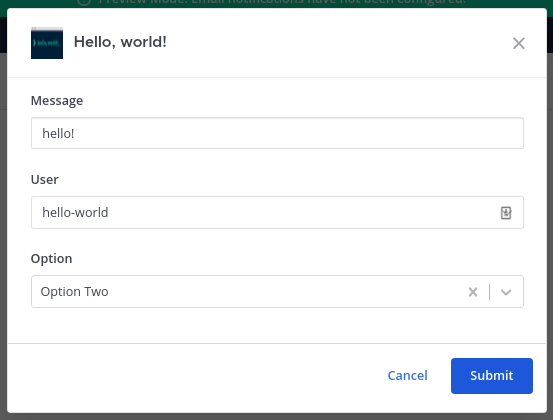 Preview Mode: Email notifications have not been configured.
Hello, world!
Message
hello!
User
hello-world
Option
Option Two
Cancel
Submit